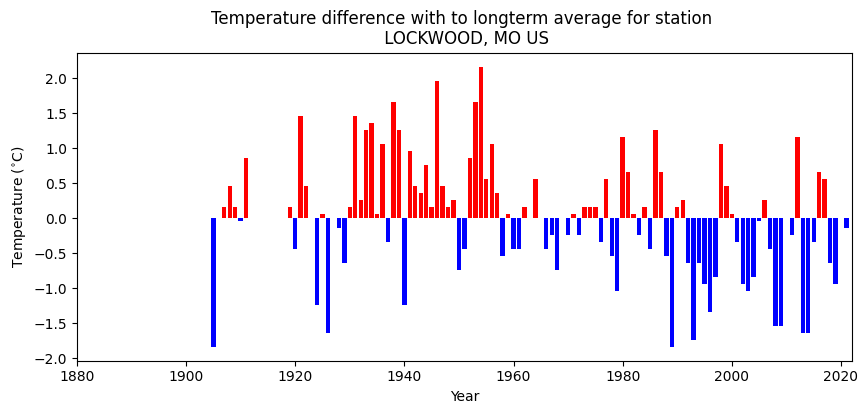 Temperature difference with to longterm average for station
LOCKWOOD, MO US
Temperature (°C)
2.0
1.5
1.0
0.5
0.0
−0.5
−1.0
−1.5
−2.0
1880 1900 1920 1940 1960 1980 2000 2020
Year